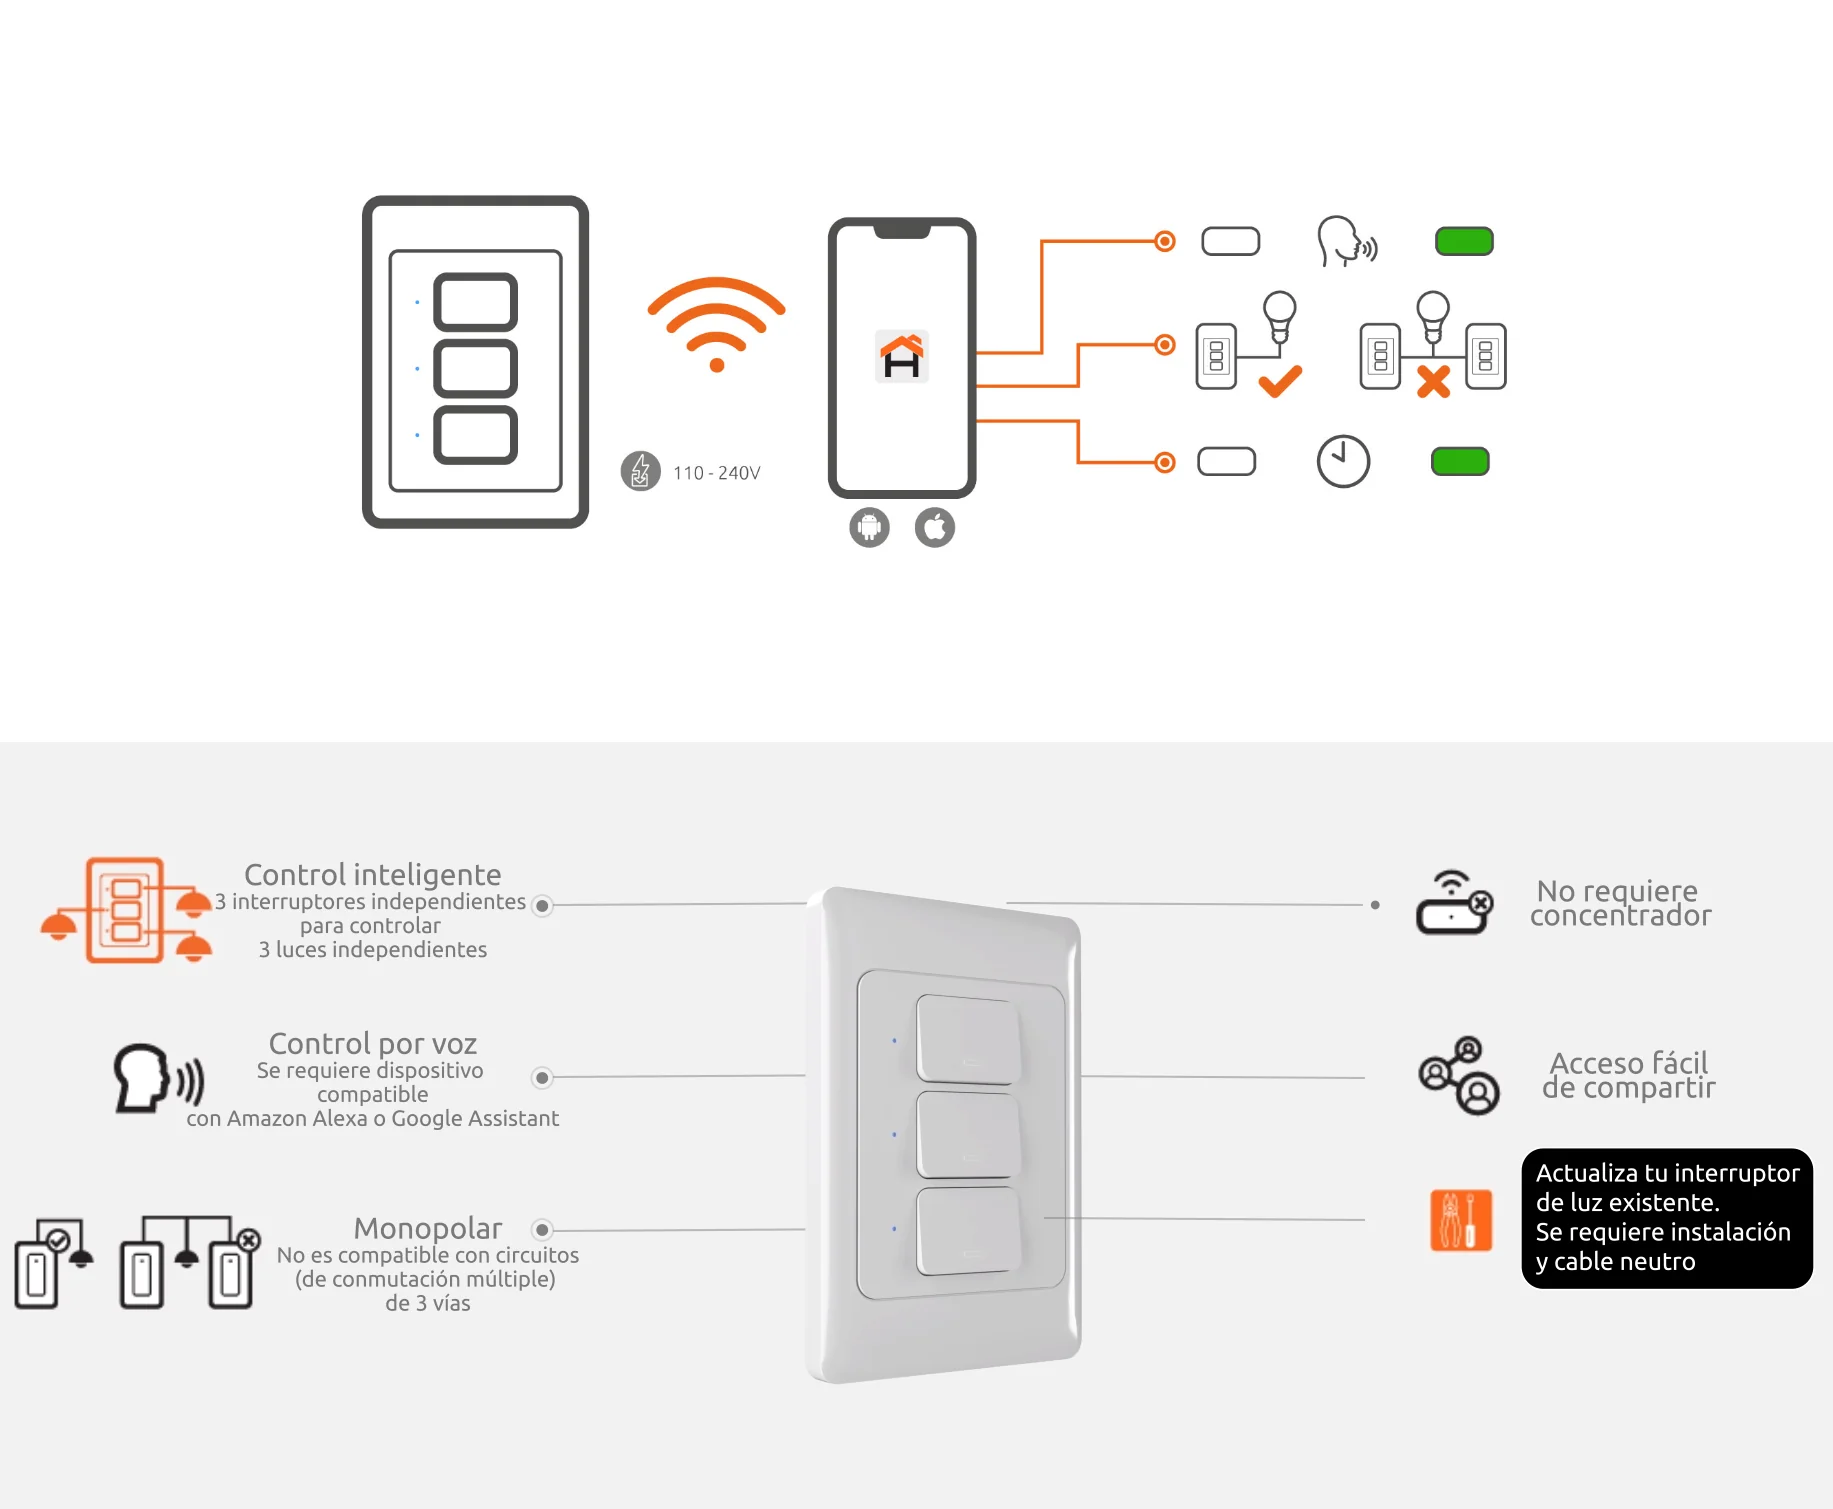 110 - 240V
Control inteligente
3 interruptores independientes
para controlar
3 luces independientes
Control por voz
Se requiere dispositivo
compatible
con Amazon Alexa o Google Assistant
Monopolar
No es compatible con circuitos
(de conmutación múltiple)
de 3 vías
No requiere
concentrador
Acceso fácil
de compartir
Actualiza tu interruptor
de luz existente.
Se requiere instalación
y cable neutro